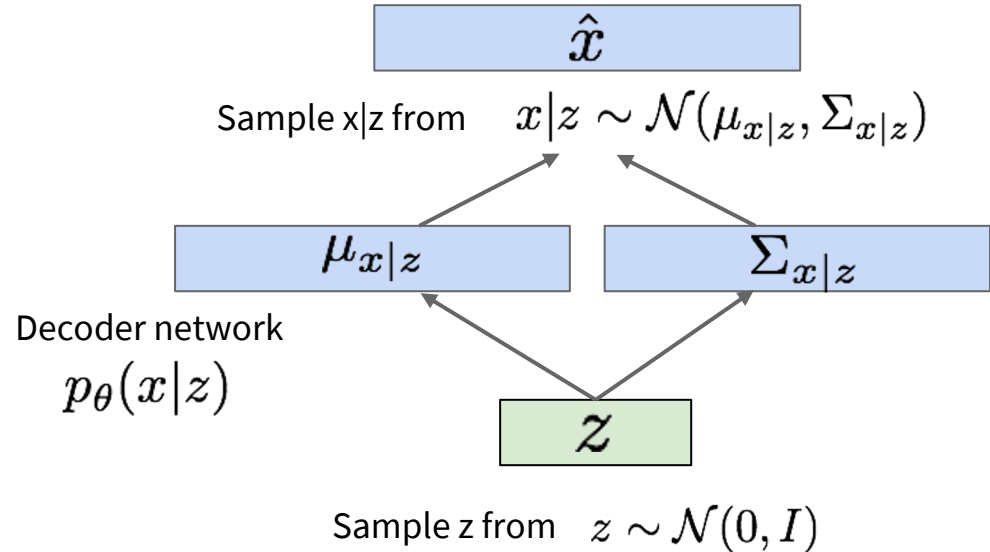 x̂
Sample x|z from x|z ∼ 𝒩(μ_{x|z}, Σ_{x|z})
μ_{x|z} Σ_{x|z}
Decoder network
p_θ(x|z)
z
Sample z from z ∼ 𝒩(0, I)